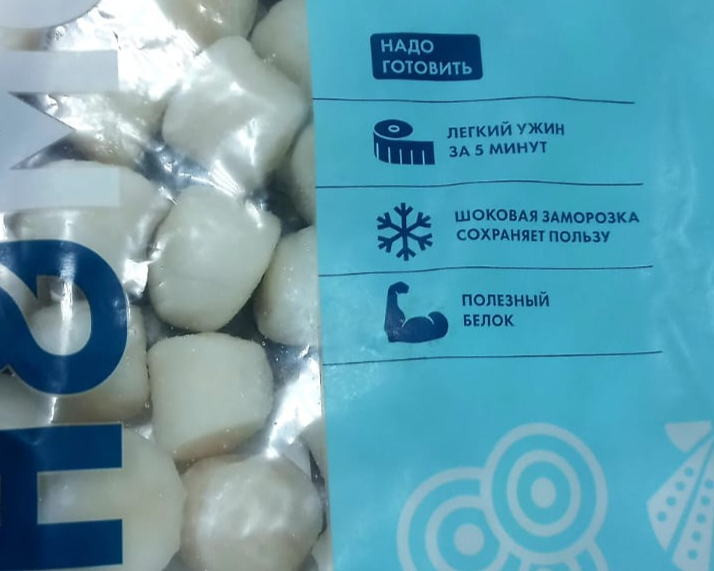 НАДО
ГОТОВИТЬ
ЛЕГКИЙ УЖИН
ЗА 5 МИНУТ
ШОКОВАЯ ЗАМОРОЗКА
СОХРАНЯЕТ ПОЛЬЗУ
ПОЛЕЗНЫЙ
БЕЛОК